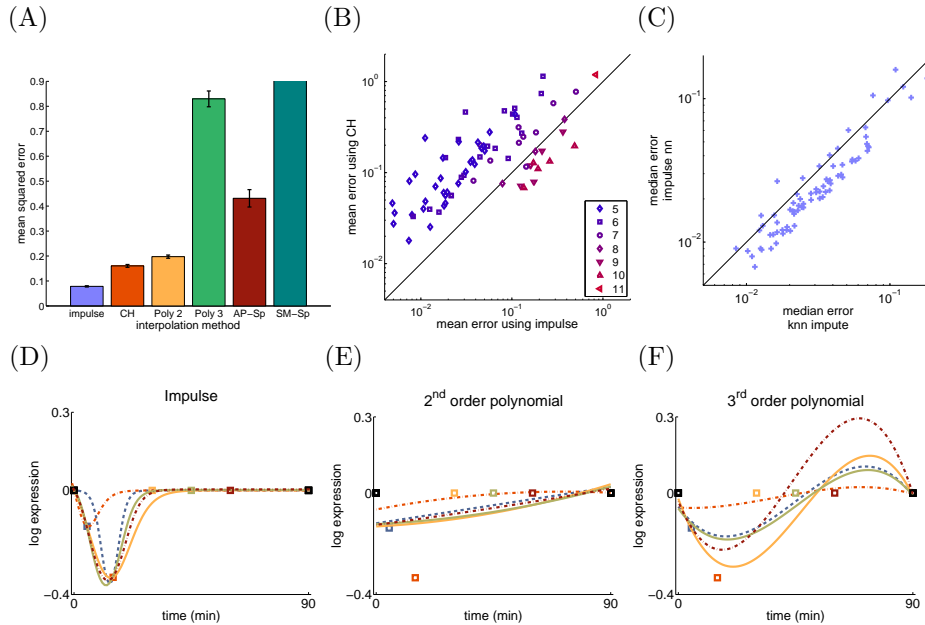 (A)
0.9
0.8
0.7
0.6
0.5
0.4
0.3
0.2
0.1
0
mean squared error
impulse CH Poly 2 Poly 3 AP−Sp SM−Sp
interpolation method
(B)
10^0
10^-1
10^-2
mean error using CH
5
6
7
8
9
10
11
10^-2 10^-1 10^0
mean error using impulse
(C)
10^-1
10^-2
median error
impulse nn
10^-2 10^-1
median error
knn impute
(D)
Impulse
0.3
0
−0.4
log expression
0 90
time (min)
(E)
2nd order polynomial
0.3
0
−0.4
log expression
0 90
time (min)
(F)
3rd order polynomial
0.3
0
−0.4
log expression
0 90
time (min)